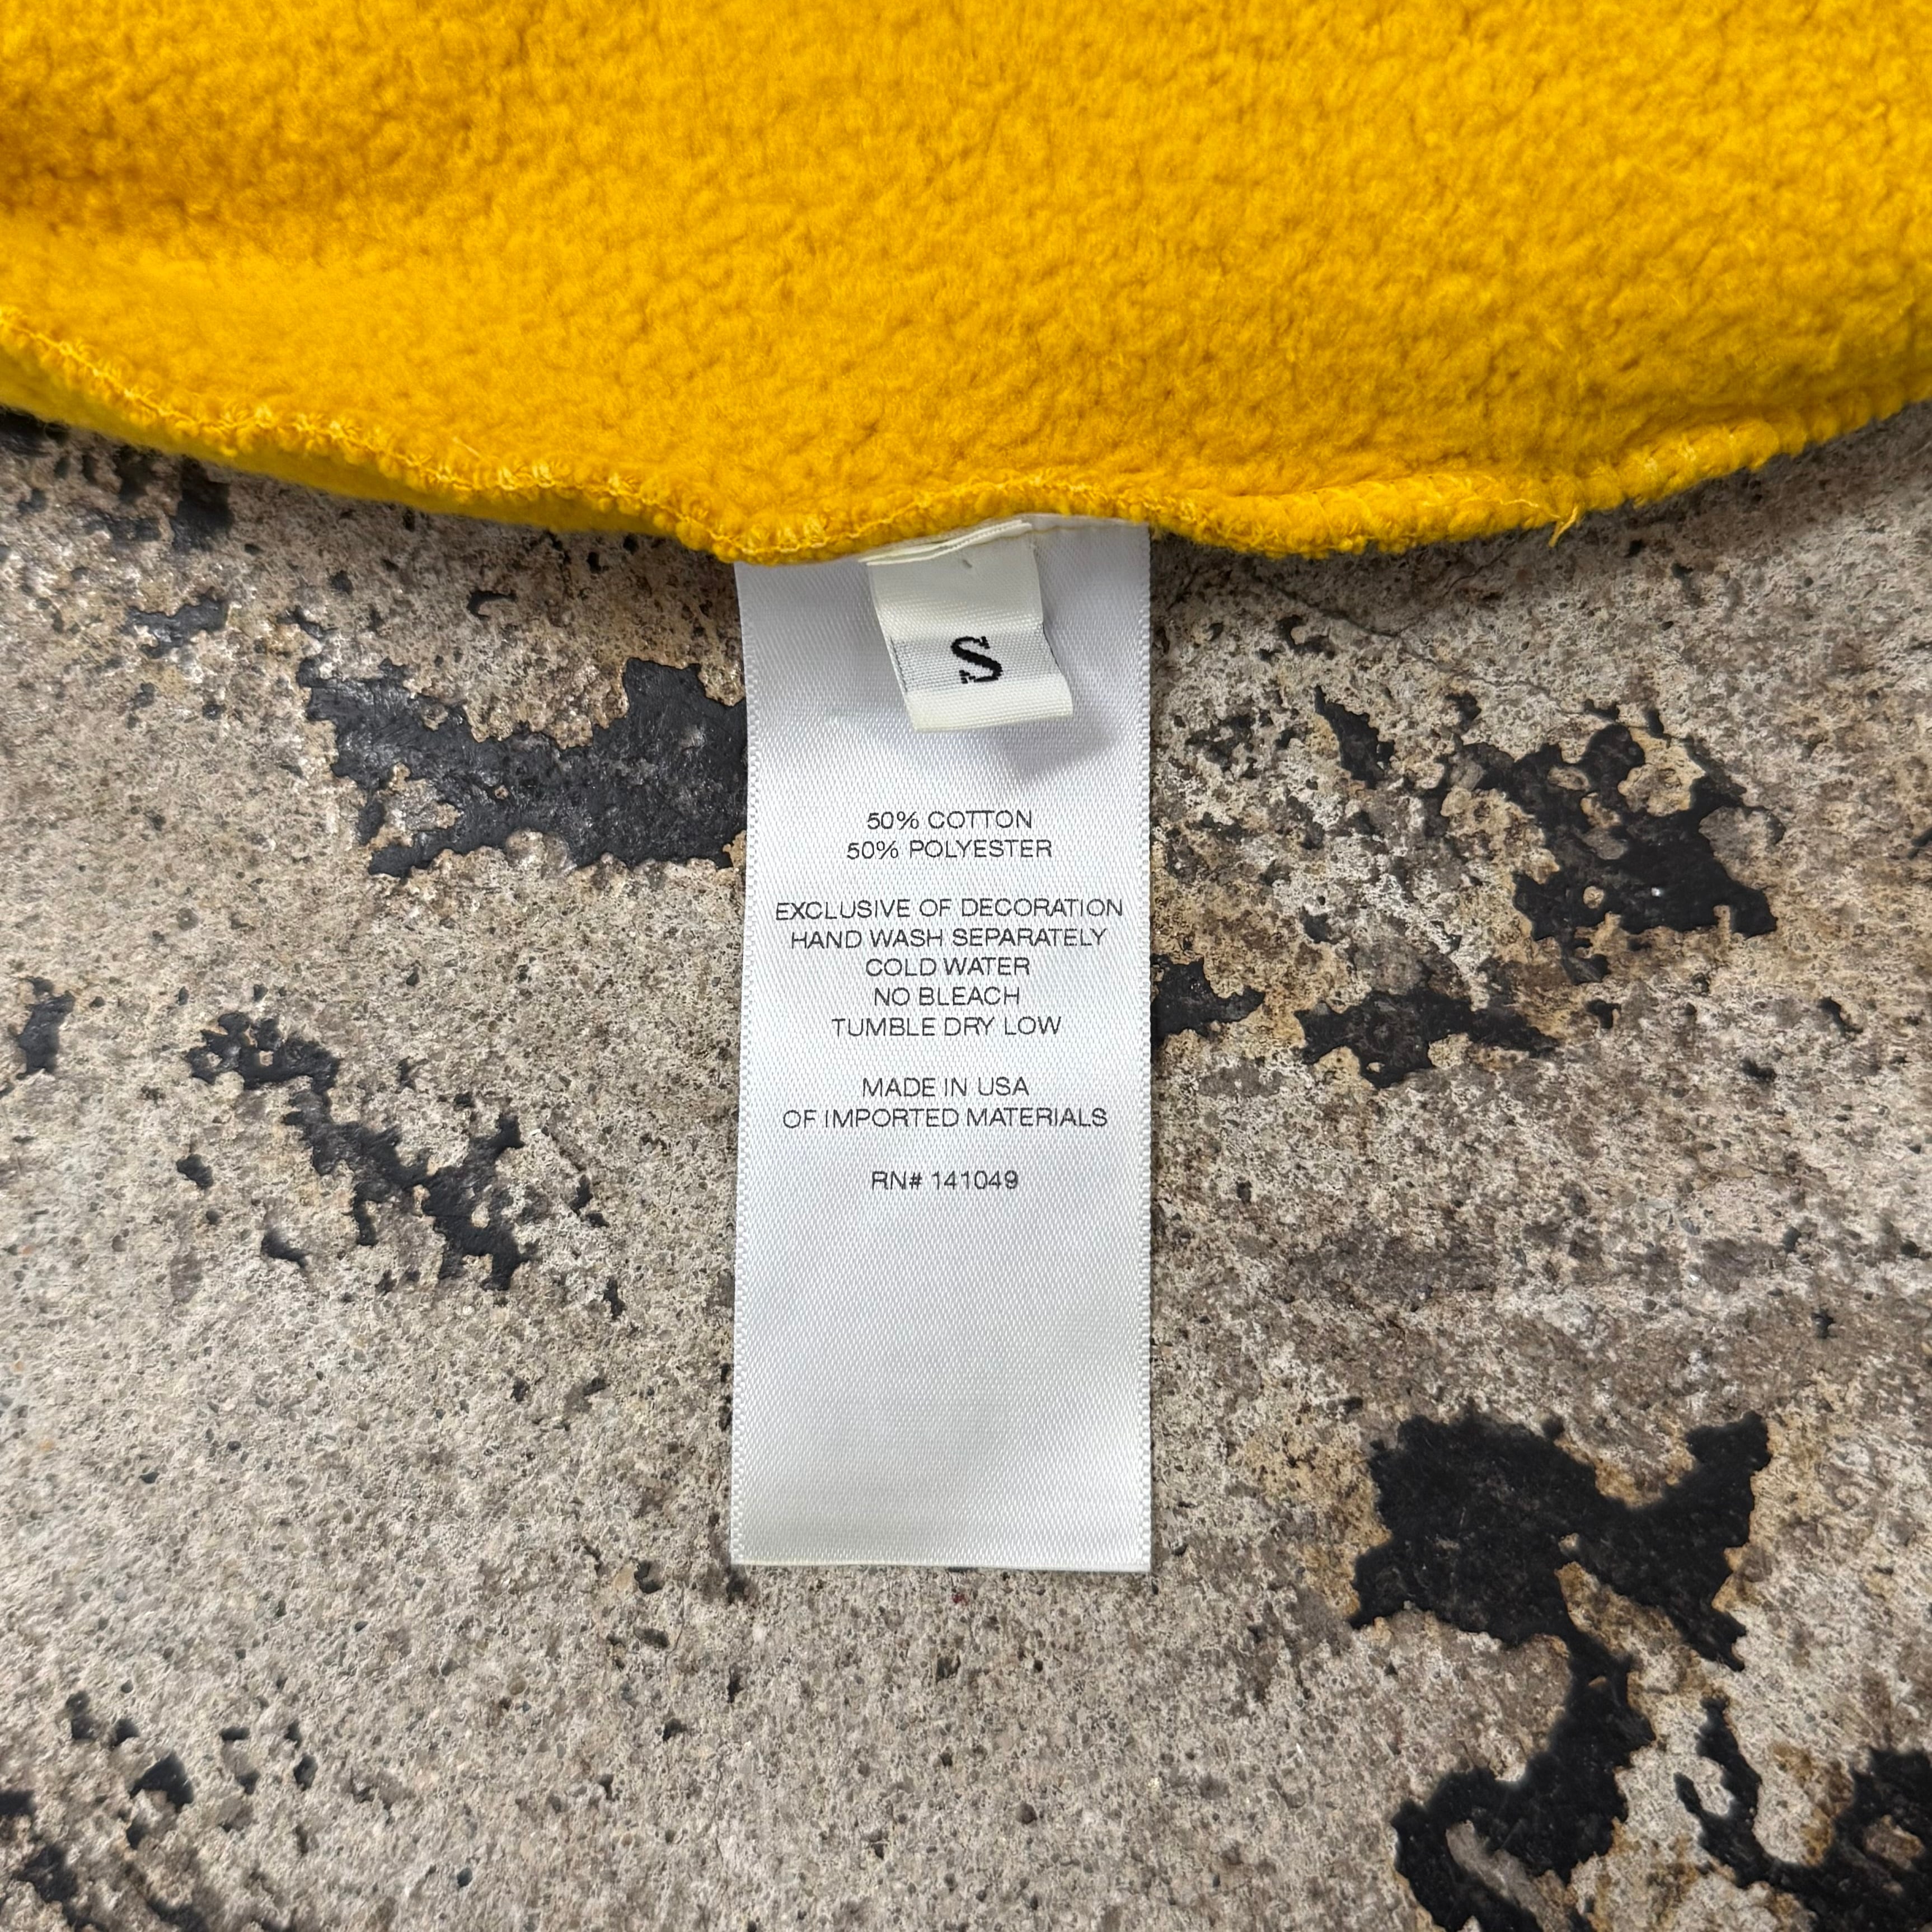 S
50% COTTON
50% POLYESTER
EXCLUSIVE OF DECORATION
HAND WASH SEPARATELY
COLD WATER
NO BLEACH
TUMBLE DRY LOW
MADE IN USA
OF IMPORTED MATERIALS
RN# 141049